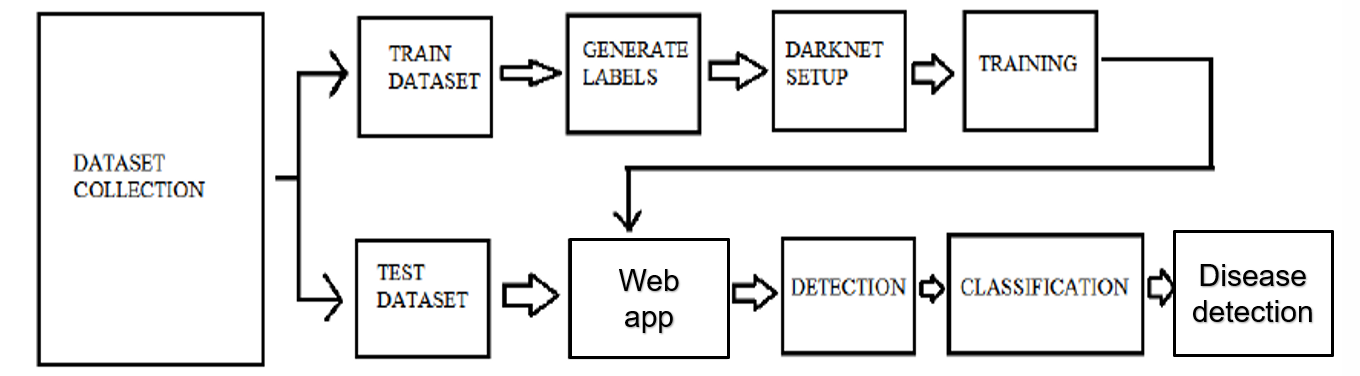 DATASET
COLLECTION
TRAIN
DATASET
GENERATE
LABELS
DARKNET
SETUP
TRAINING
TEST
DATASET
Web
app
DETECTION
CLASSIFICATION
Disease
detection